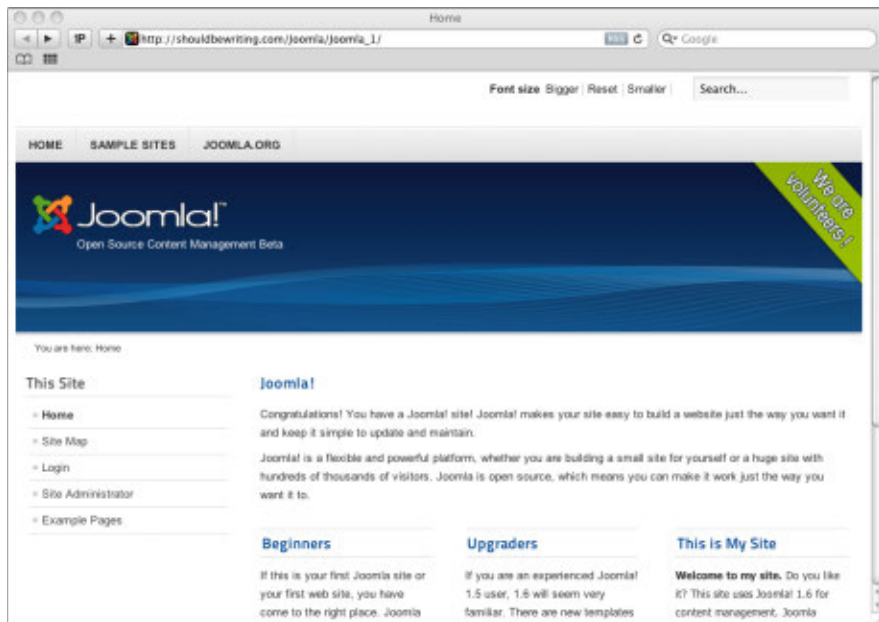 Home
http://shouldbewriting.com/Joomla/Joomla_1/
Google
Font size Bigger Reset Smaller
Search...
HOME SAMPLE SITES JOOMLA.ORG
Joomla!™
Open Source Content Management Beta
We are
volunteers!
You are here: Home
This Site
Home
Site Map
Login
Site Administrator
Example Pages
Joomla!
Congratulations! You have a Joomla! site! Joomla! makes your site easy to build a website just the way you want it
and keep it simple to update and maintain.
Joomla! is a flexible and powerful platform, whether you are building a small site for yourself or a huge site with
hundreds of thousands of visitors. Joomla is open source, which means you can make it work just the way you
want it to.
Beginners
If this is your first Joomla site or
your first web site, you have
come to the right place. Joomla
Upgraders
If you are an experienced Joomla!
1.5 user, 1.6 will seem very
familiar. There are new templates
This is My Site
Welcome to my site. Do you like
it? This site uses Joomla! 1.6 for
content management. Joomla